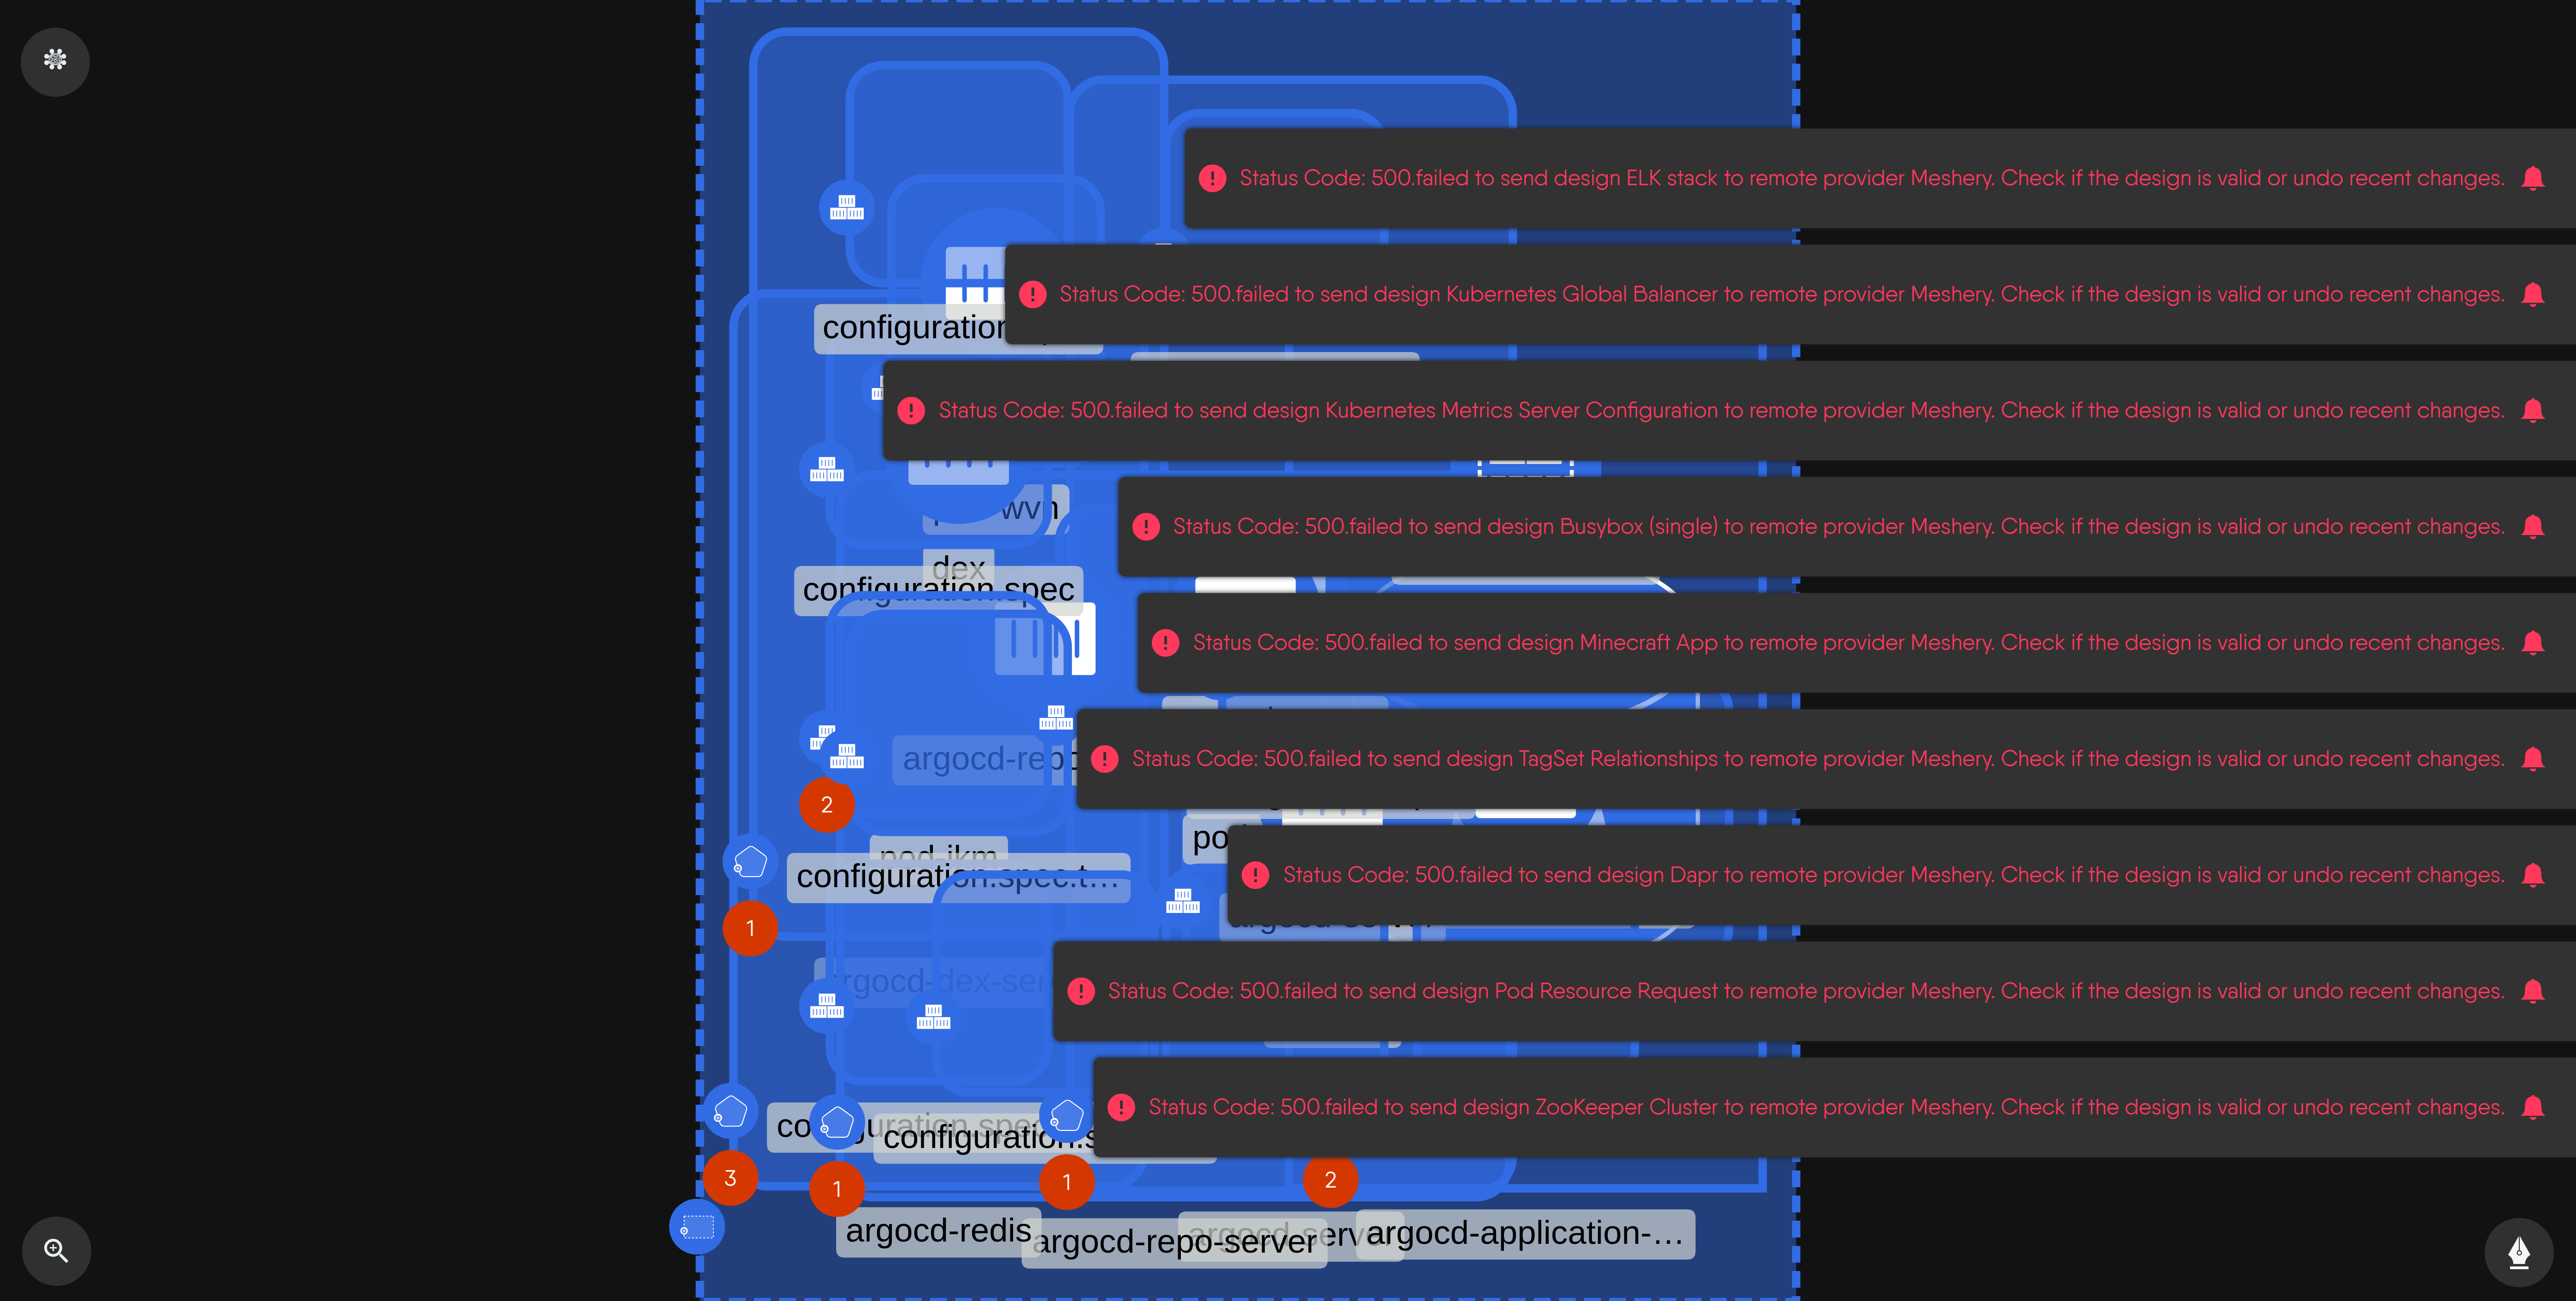 Status Code: 500.failed to send design ELK stack to remote provider Meshery. Check if the design is valid or undo recent changes.
Status Code: 500.failed to send design Kubernetes Global Balancer to remote provider Meshery. Check if the design is valid or undo recent changes.
configuration
Status Code: 500.failed to send design Kubernetes Metrics Server Configuration to remote provider Meshery. Check if the design is valid or undo recent changes.
Status Code: 500.failed to send design Busybox (single) to remote provider Meshery. Check if the design is valid or undo recent changes.
dex
configuration.spec
Status Code: 500.failed to send design Minecraft App to remote provider Meshery. Check if the design is valid or undo recent changes.
argocd-repo
Status Code: 500.failed to send design TagSet Relationships to remote provider Meshery. Check if the design is valid or undo recent changes.
2
pod-jkm
configuration.spec.t…
Status Code: 500.failed to send design Dapr to remote provider Meshery. Check if the design is valid or undo recent changes.
1
argocd-server
argocd-dex-ser
Status Code: 500.failed to send design Pod Resource Request to remote provider Meshery. Check if the design is valid or undo recent changes.
Status Code: 500.failed to send design ZooKeeper Cluster to remote provider Meshery. Check if the design is valid or undo recent changes.
configuration.s
3
1
1
2
argocd-redis
argocd-repo-server
argocd-server
argocd-application-…